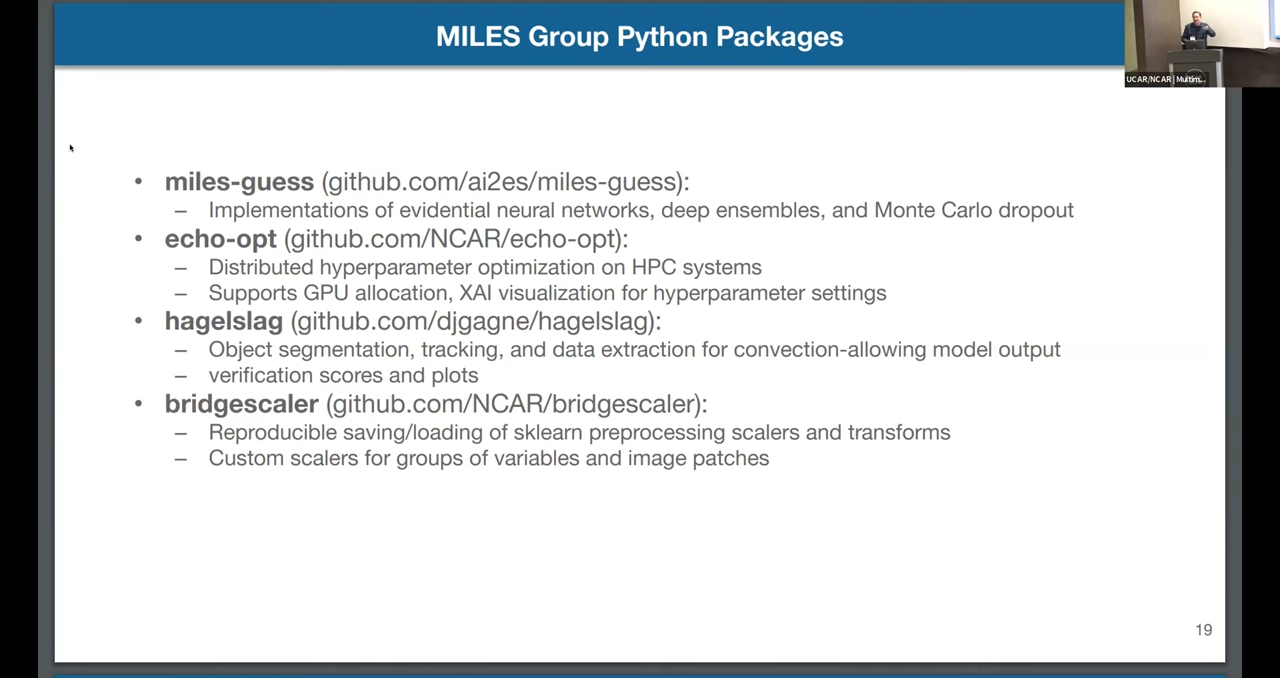 MILES Group Python Packages
UCAR/NCAR | Multim...
• miles-guess (github.com/ai2es/miles-guess):
– Implementations of evidential neural networks, deep ensembles, and Monte Carlo dropout
• echo-opt (github.com/NCAR/echo-opt):
– Distributed hyperparameter optimization on HPC systems
– Supports GPU allocation, XAI visualization for hyperparameter settings
• hagelslag (github.com/djgagne/hagelslag):
– Object segmentation, tracking, and data extraction for convection-allowing model output
– verification scores and plots
• bridgescaler (github.com/NCAR/bridgescaler):
– Reproducible saving/loading of sklearn preprocessing scalers and transforms
– Custom scalers for groups of variables and image patches
19